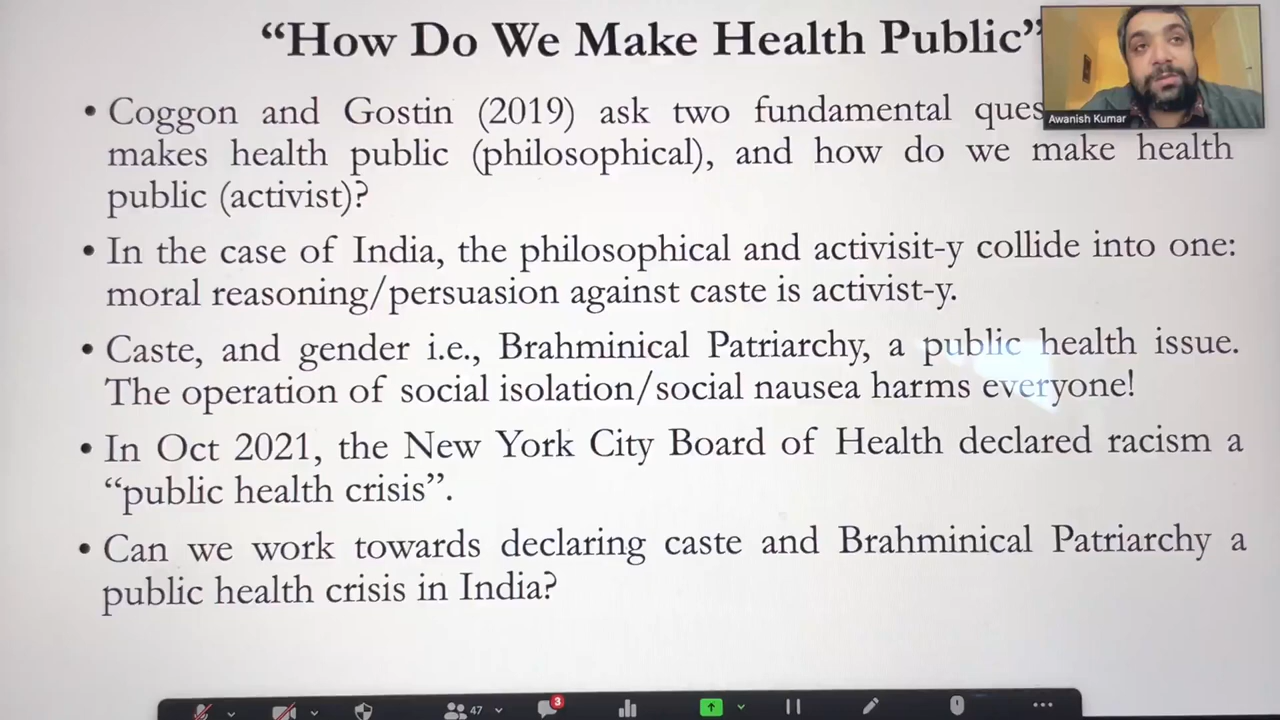 “How Do We Make Health Public”
Awanish Kumar
• Coggon and Gostin (2019) ask two fundamental ques
makes health public (philosophical), and how do we make health
public (activist)?
• In the case of India, the philosophical and activisit-y collide into one:
moral reasoning/persuasion against caste is activist-y.
• Caste, and gender i.e., Brahminical Patriarchy, a public health issue.
The operation of social isolation/social nausea harms everyone!
• In Oct 2021, the New York City Board of Health declared racism a
“public health crisis”.
• Can we work towards declaring caste and Brahminical Patriarchy a
public health crisis in India?
47
3